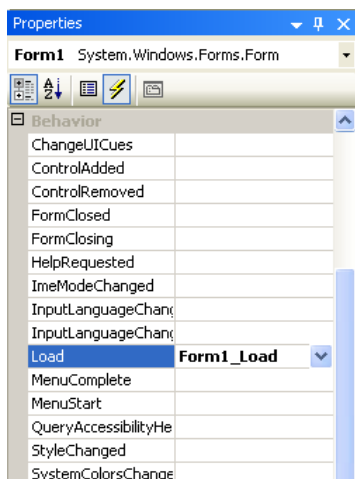 Properties
Form1 System.Windows.Forms.Form
Behavior
ChangeUICues
ControlAdded
ControlRemoved
FormClosed
FormClosing
HelpRequested
ImeModeChanged
InputLanguageChang
InputLanguageChang
Load Form1_Load
MenuComplete
MenuStart
QueryAccessibilityHe
StyleChanged
SystemColorsChange